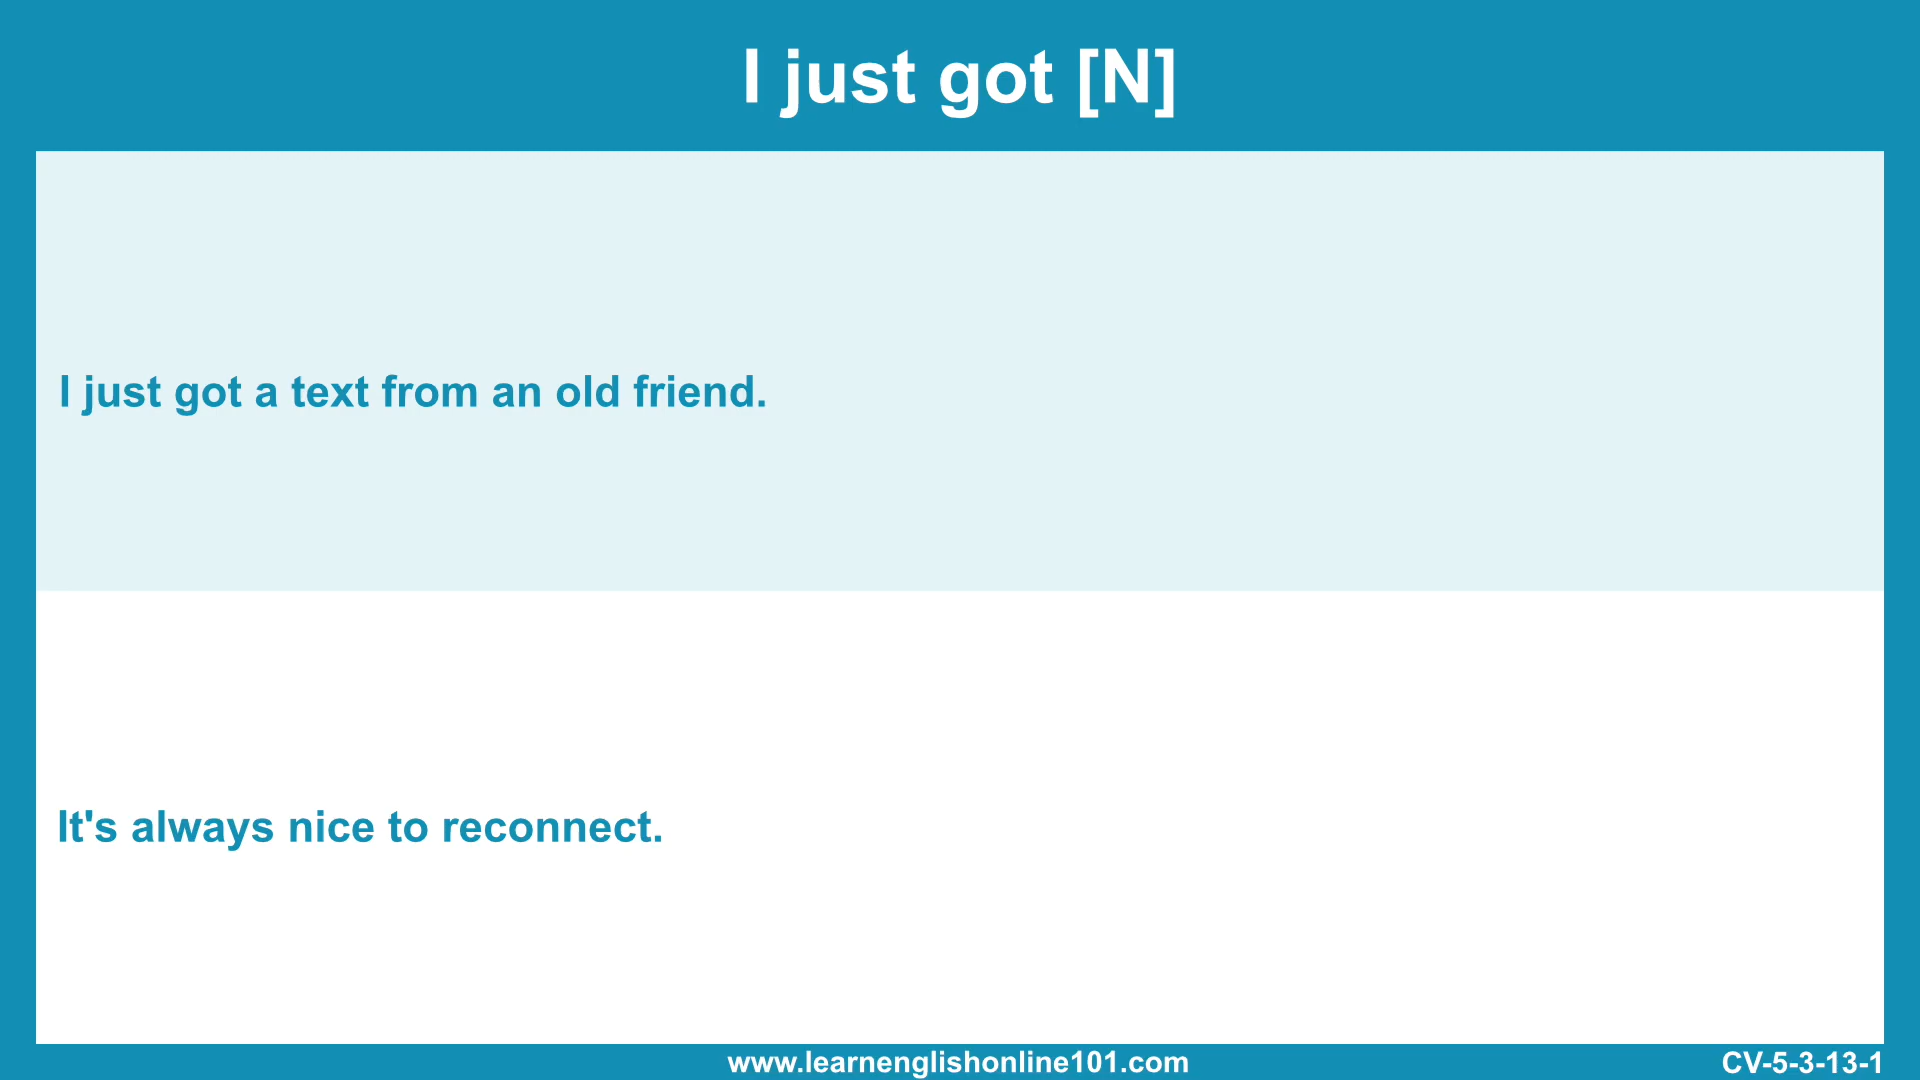 I just got [N]
I just got a text from an old friend.
It's always nice to reconnect.
www.learnenglishonline101.com
CV-5-3-13-1